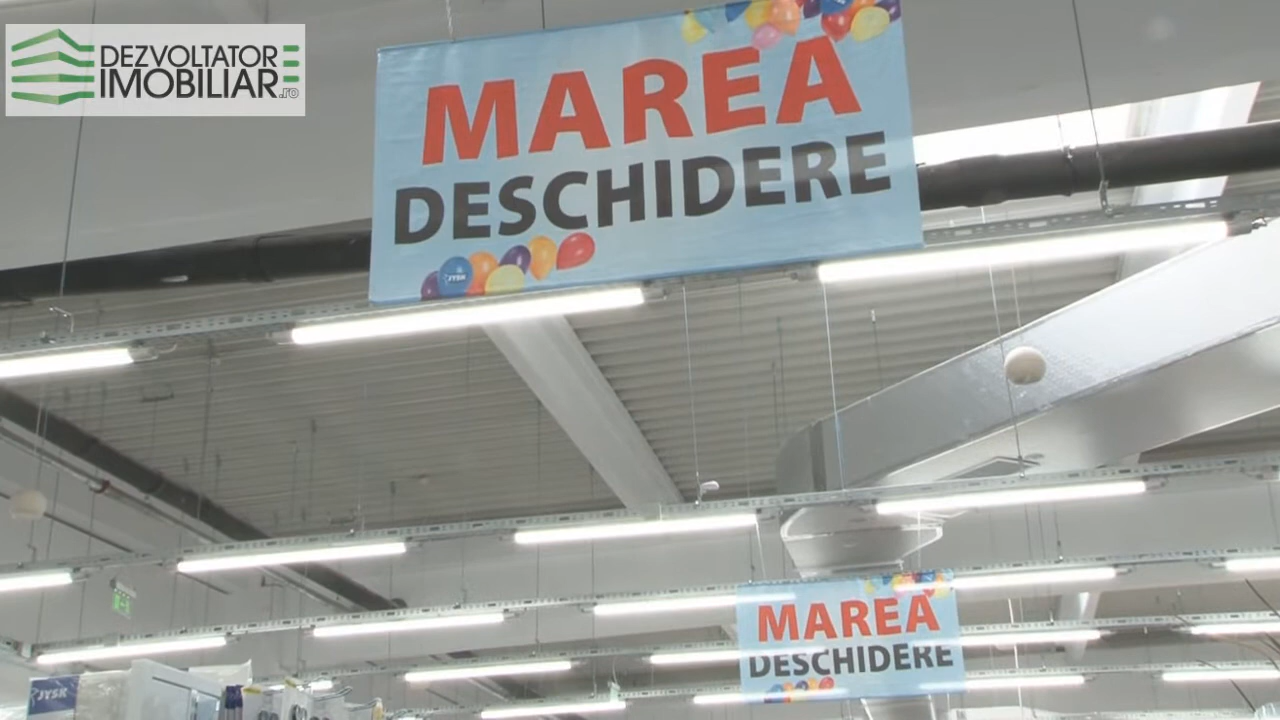 DEZVOLTATOR
IMOBILIAR.ro
MAREA
DESCHIDERE
JYSK
MAREA
DESCHIDERE
JYSK